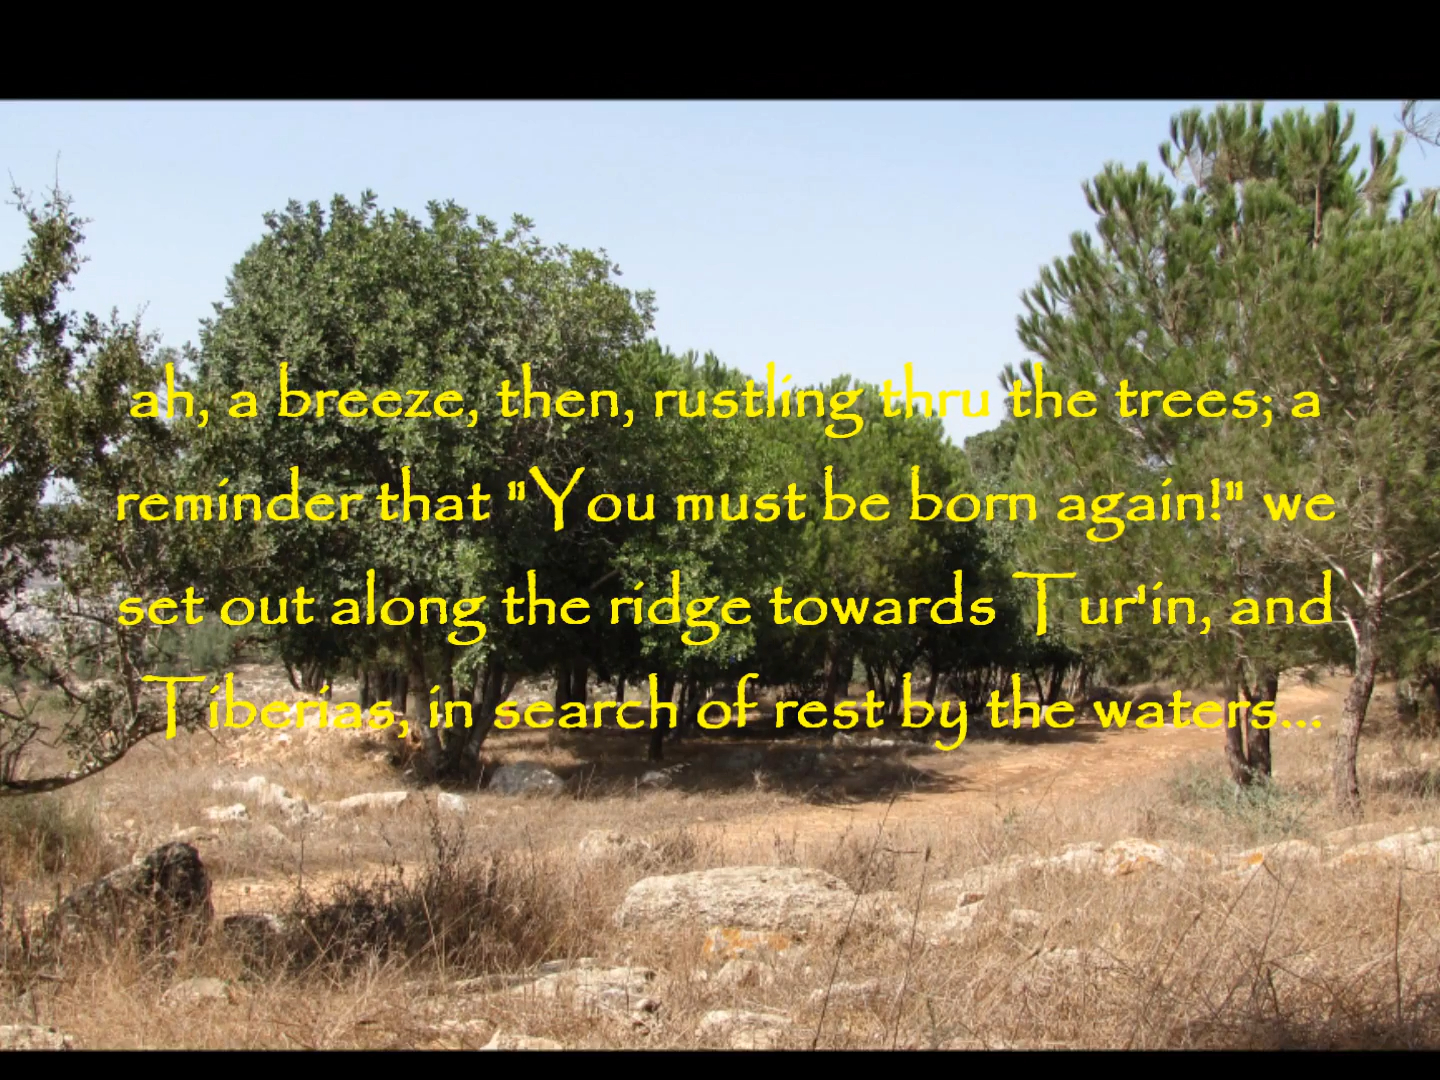 ah, a breeze, then, rustling thru the trees; a
reminder that "You must be born again!" we
set out along the ridge towards Tur'in, and
Tiberias, in search of rest by the waters...